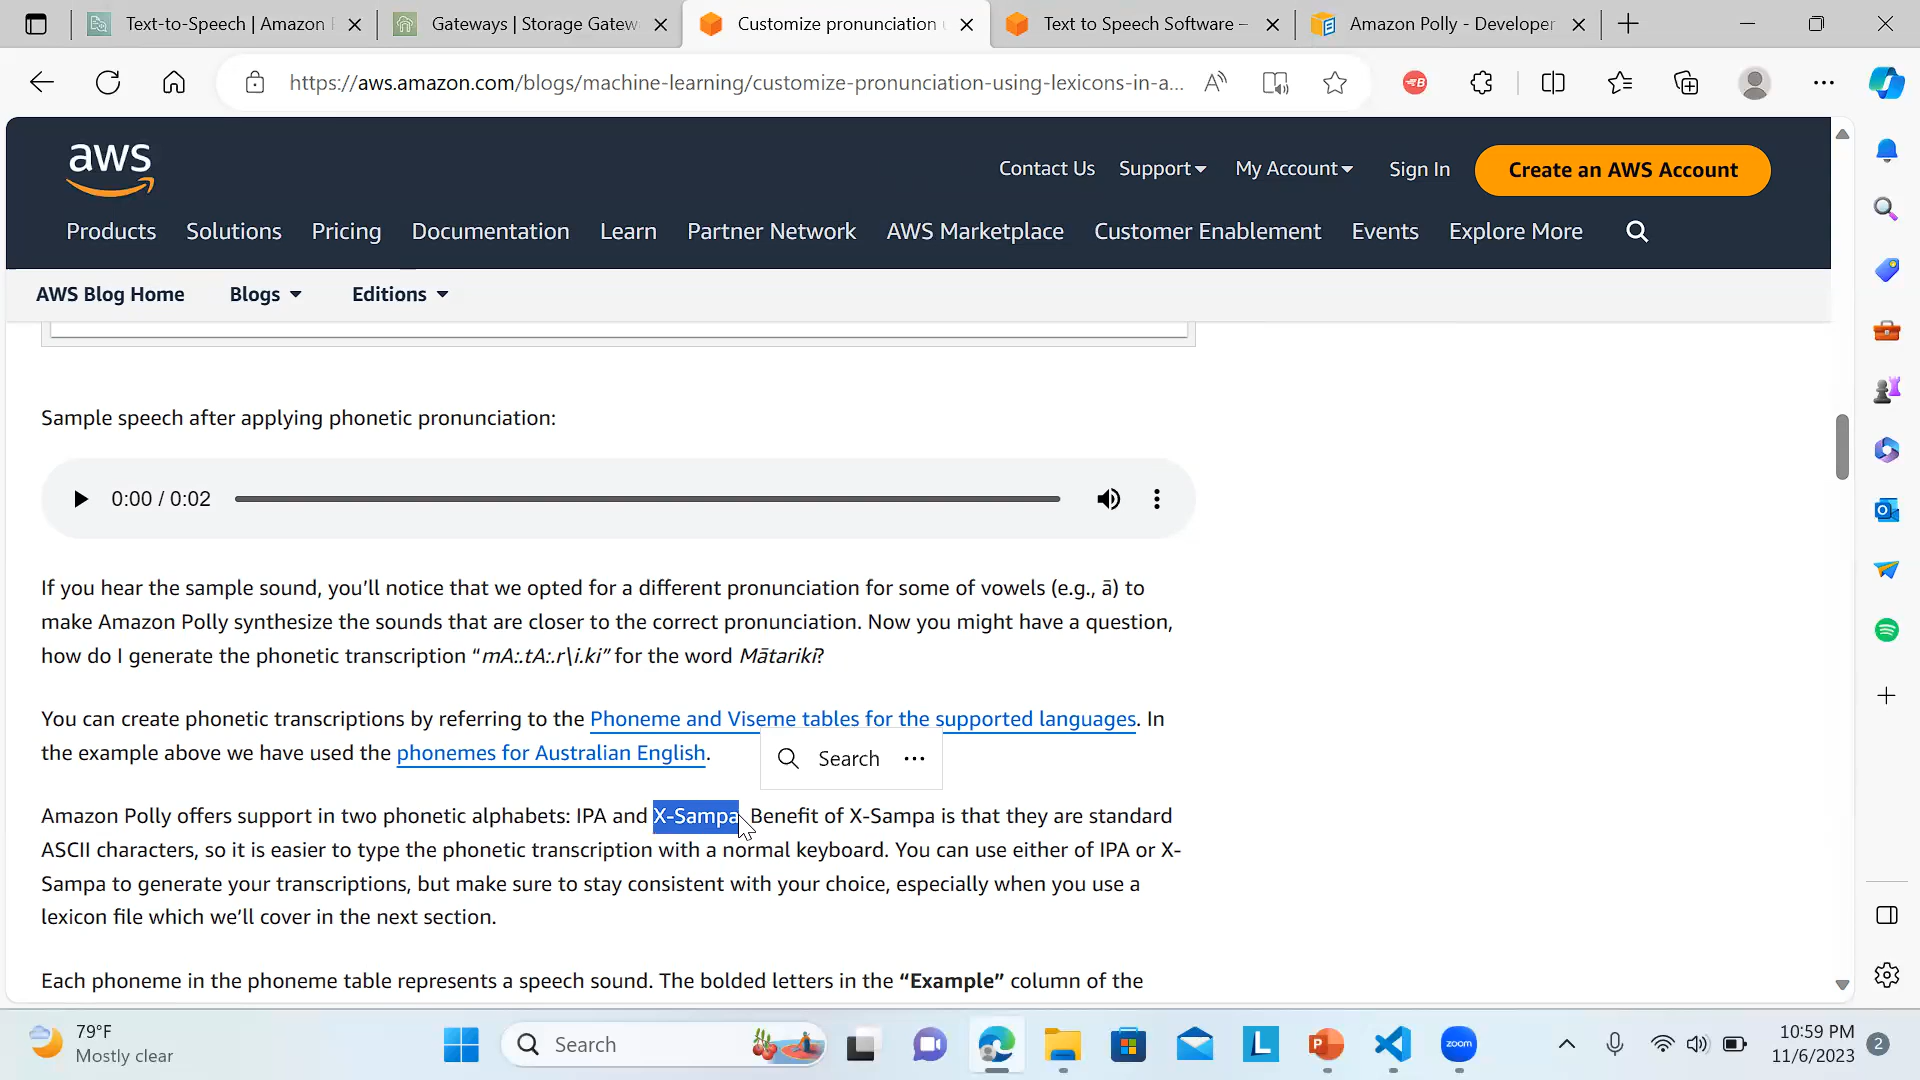 Text-to-Speech | Amazon
Gateways | Storage Gatew
Customize pronunciation
Text to Speech Software –
Amazon Polly - Developer
https://aws.amazon.com/blogs/machine-learning/customize-pronunciation-using-lexicons-in-a...
aws
Contact Us Support My Account Sign In Create an AWS Account
Products Solutions Pricing Documentation Learn Partner Network AWS Marketplace Customer Enablement Events Explore More
AWS Blog Home Blogs Editions
Sample speech after applying phonetic pronunciation:
0:00 / 0:02
If you hear the sample sound, you’ll notice that we opted for a different pronunciation for some of vowels (e.g., ā) to
make Amazon Polly synthesize the sounds that are closer to the correct pronunciation. Now you might have a question,
how do I generate the phonetic transcription “mA:.tA:.r\i.ki” for the word Mātariki?
You can create phonetic transcriptions by referring to the Phoneme and Viseme tables for the supported languages. In
the example above we have used the phonemes for Australian English.
Search ...
Amazon Polly offers support in two phonetic alphabets: IPA and X-Sampa. Benefit of X-Sampa is that they are standard
ASCII characters, so it is easier to type the phonetic transcription with a normal keyboard. You can use either of IPA or X-
Sampa to generate your transcriptions, but make sure to stay consistent with your choice, especially when you use a
lexicon file which we’ll cover in the next section.
Each phoneme in the phoneme table represents a speech sound. The bolded letters in the “Example” column of the
79°F
Mostly clear
Search
zoom
10:59 PM
11/6/2023
2